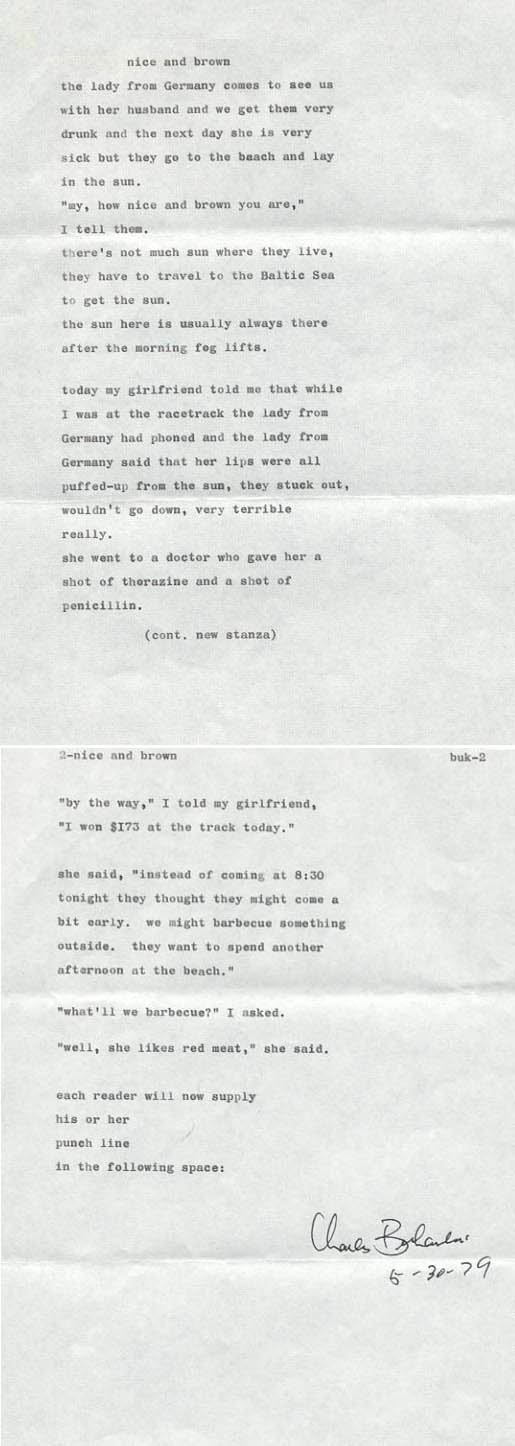 nice and brown
the lady from Germany comes to see us
with her husband and we get them very
drunk and the next day she is very
sick but they go to the beach and lay
in the sun.
"my, how nice and brown you are,"
I tell them.
there's not much sun where they live,
they have to travel to the Baltic Sea
to get the sun.
the sun here is usually always there
after the morning fog lifts.
today my girlfriend told me that while
I was at the racetrack the lady from
Germany had phoned and the lady from
Germany said that her lips were all
puffed-up from the sun, they stuck out,
wouldn't go down, very terrible
really.
she went to a doctor who gave her a
shot of thorazine and a shot of
penicillin.
(cont. new stanza)
2-nice and brown buk-2
"by the way," I told my girlfriend,
"I won $I73 at the track today."
she said, "instead of coming at 8:30
tonight they thought they might come a
bit early. we might barbecue something
outside. they want to spend another
afternoon at the beach."
"what'll we barbecue?" I asked.
"well, she likes red meat," she said.
each reader will now supply
his or her
punch line
in the following space:
Charles Bukowski
5-30-79